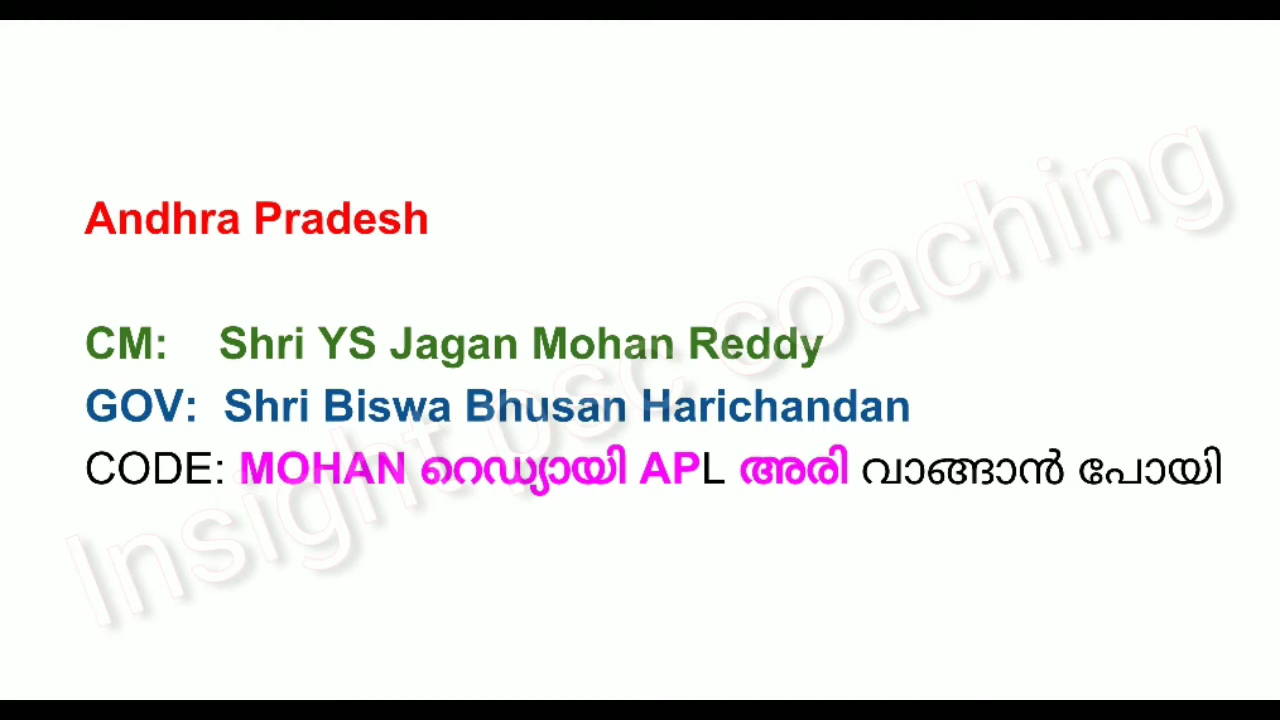 Andhra Pradesh
CM: Shri YS Jagan Mohan Reddy
GOV: Shri Biswa Bhusan Harichandan
CODE: MOHAN റെഡ്യായി APL അരി വാങ്ങാൻ പോയി
Insight psc coaching